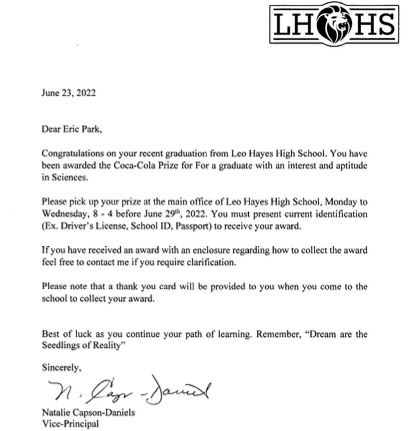 LH HS
June 23, 2022
Dear Eric Park,
Congratulations on your recent graduation from Leo Hayes High School. You have
been awarded the Coca-Cola Prize for For a graduate with an interest and aptitude
in Sciences.
Please pick up your prize at the main office of Leo Hayes High School, Monday to
Wednesday, 8 - 4 before June 29th, 2022. You must present current identification
(Ex. Driver's License, School ID, Passport) to receive your award.
If you have received an award with an enclosure regarding how to collect the award
feel free to contact me if you require clarification.
Please note that a thank you card will be provided to you when you come to the
school to collect your award.
Best of luck as you continue your path of learning. Remember, “Dream are the
Seedlings of Reality”
Sincerely,
N. Caps-Daniel
Natalie Capson-Daniels
Vice-Principal